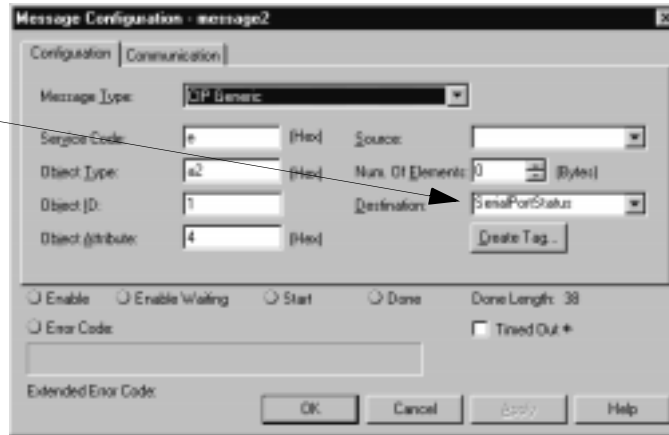 Message Configuration - message2
Configuration Communication
Message Type: CIP Generic
Service Code: e (Hex) Source:
Object Type: a2 (Hex) Num. Of Elements: 0 (Bytes)
Object ID: 1 Destination: SerialPortStatus
Object Attribute: 4 (Hex) Create Tag...
Enable Enable Waiting Start Done Done Length: 38
Error Code: Timed Out
Extended Error Code:
OK Cancel Apply Help